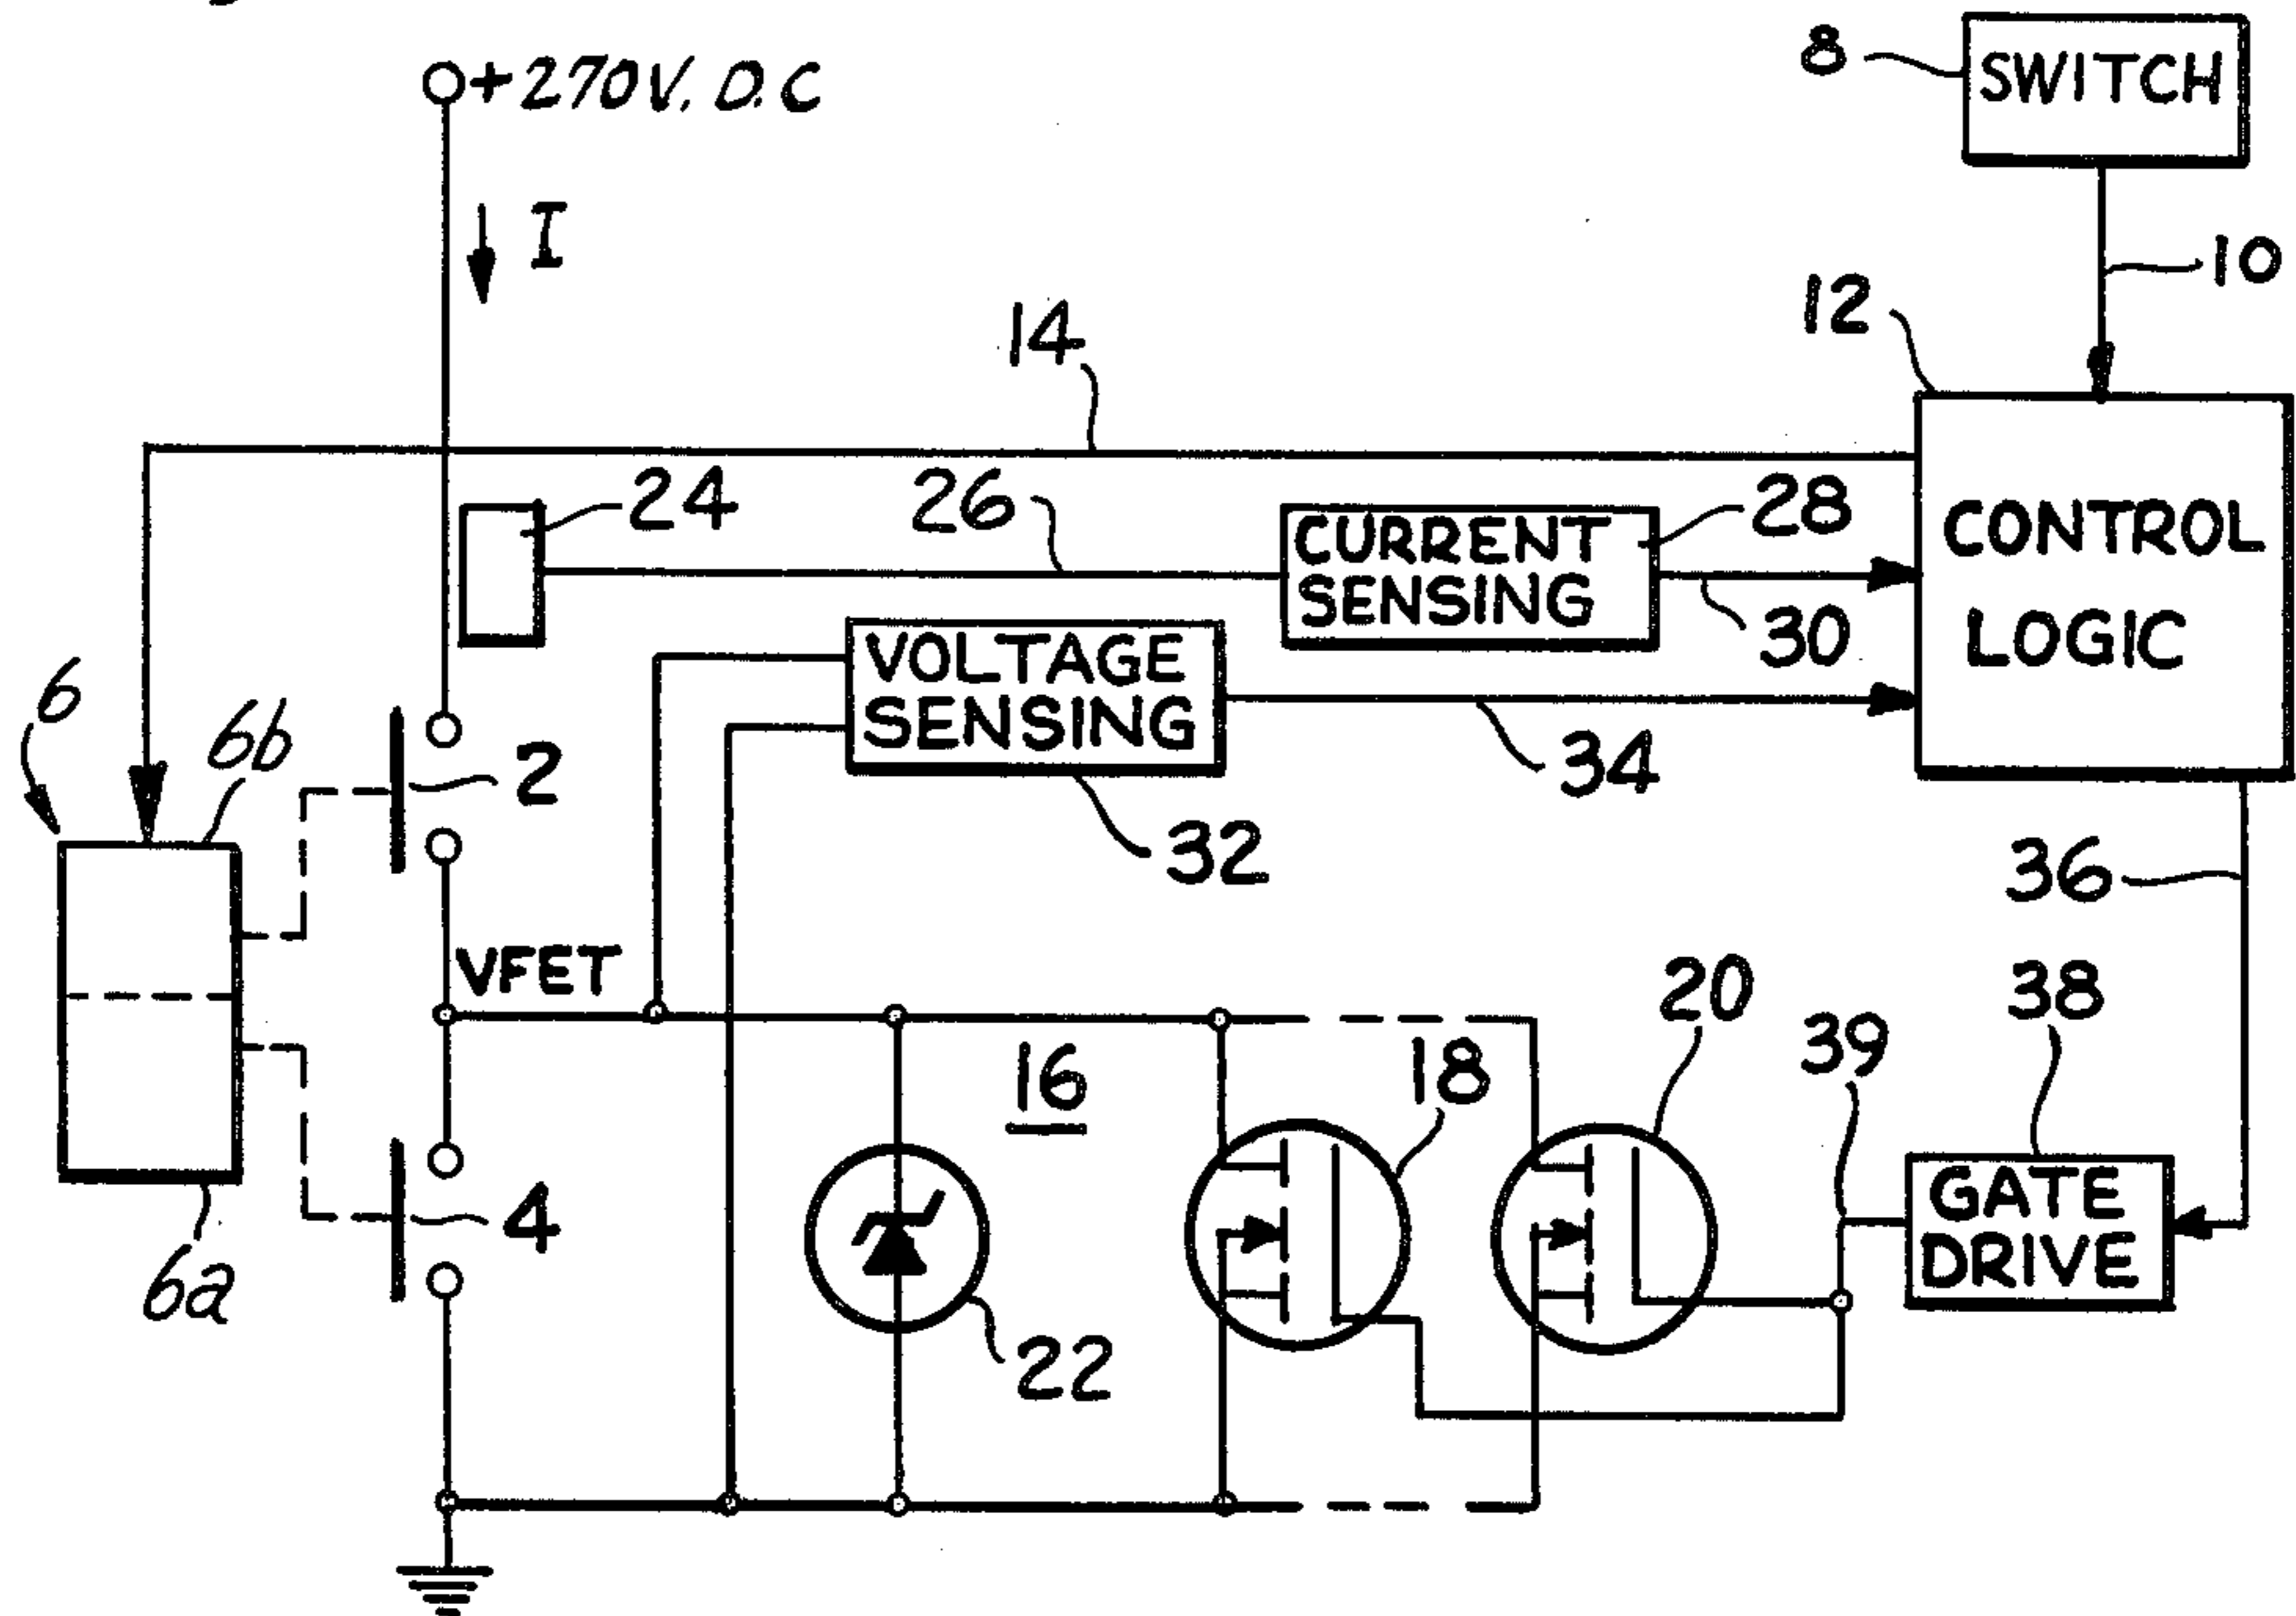 +270V. D.C
8
SWITCH
I
10
12
14
24
26
CURRENT
SENSING
28
CONTROL
LOGIC
30
VOLTAGE
SENSING
34
32
6
6b
2
36
VFET
20
38
39
16
18
GATE
DRIVE
4
6a
22